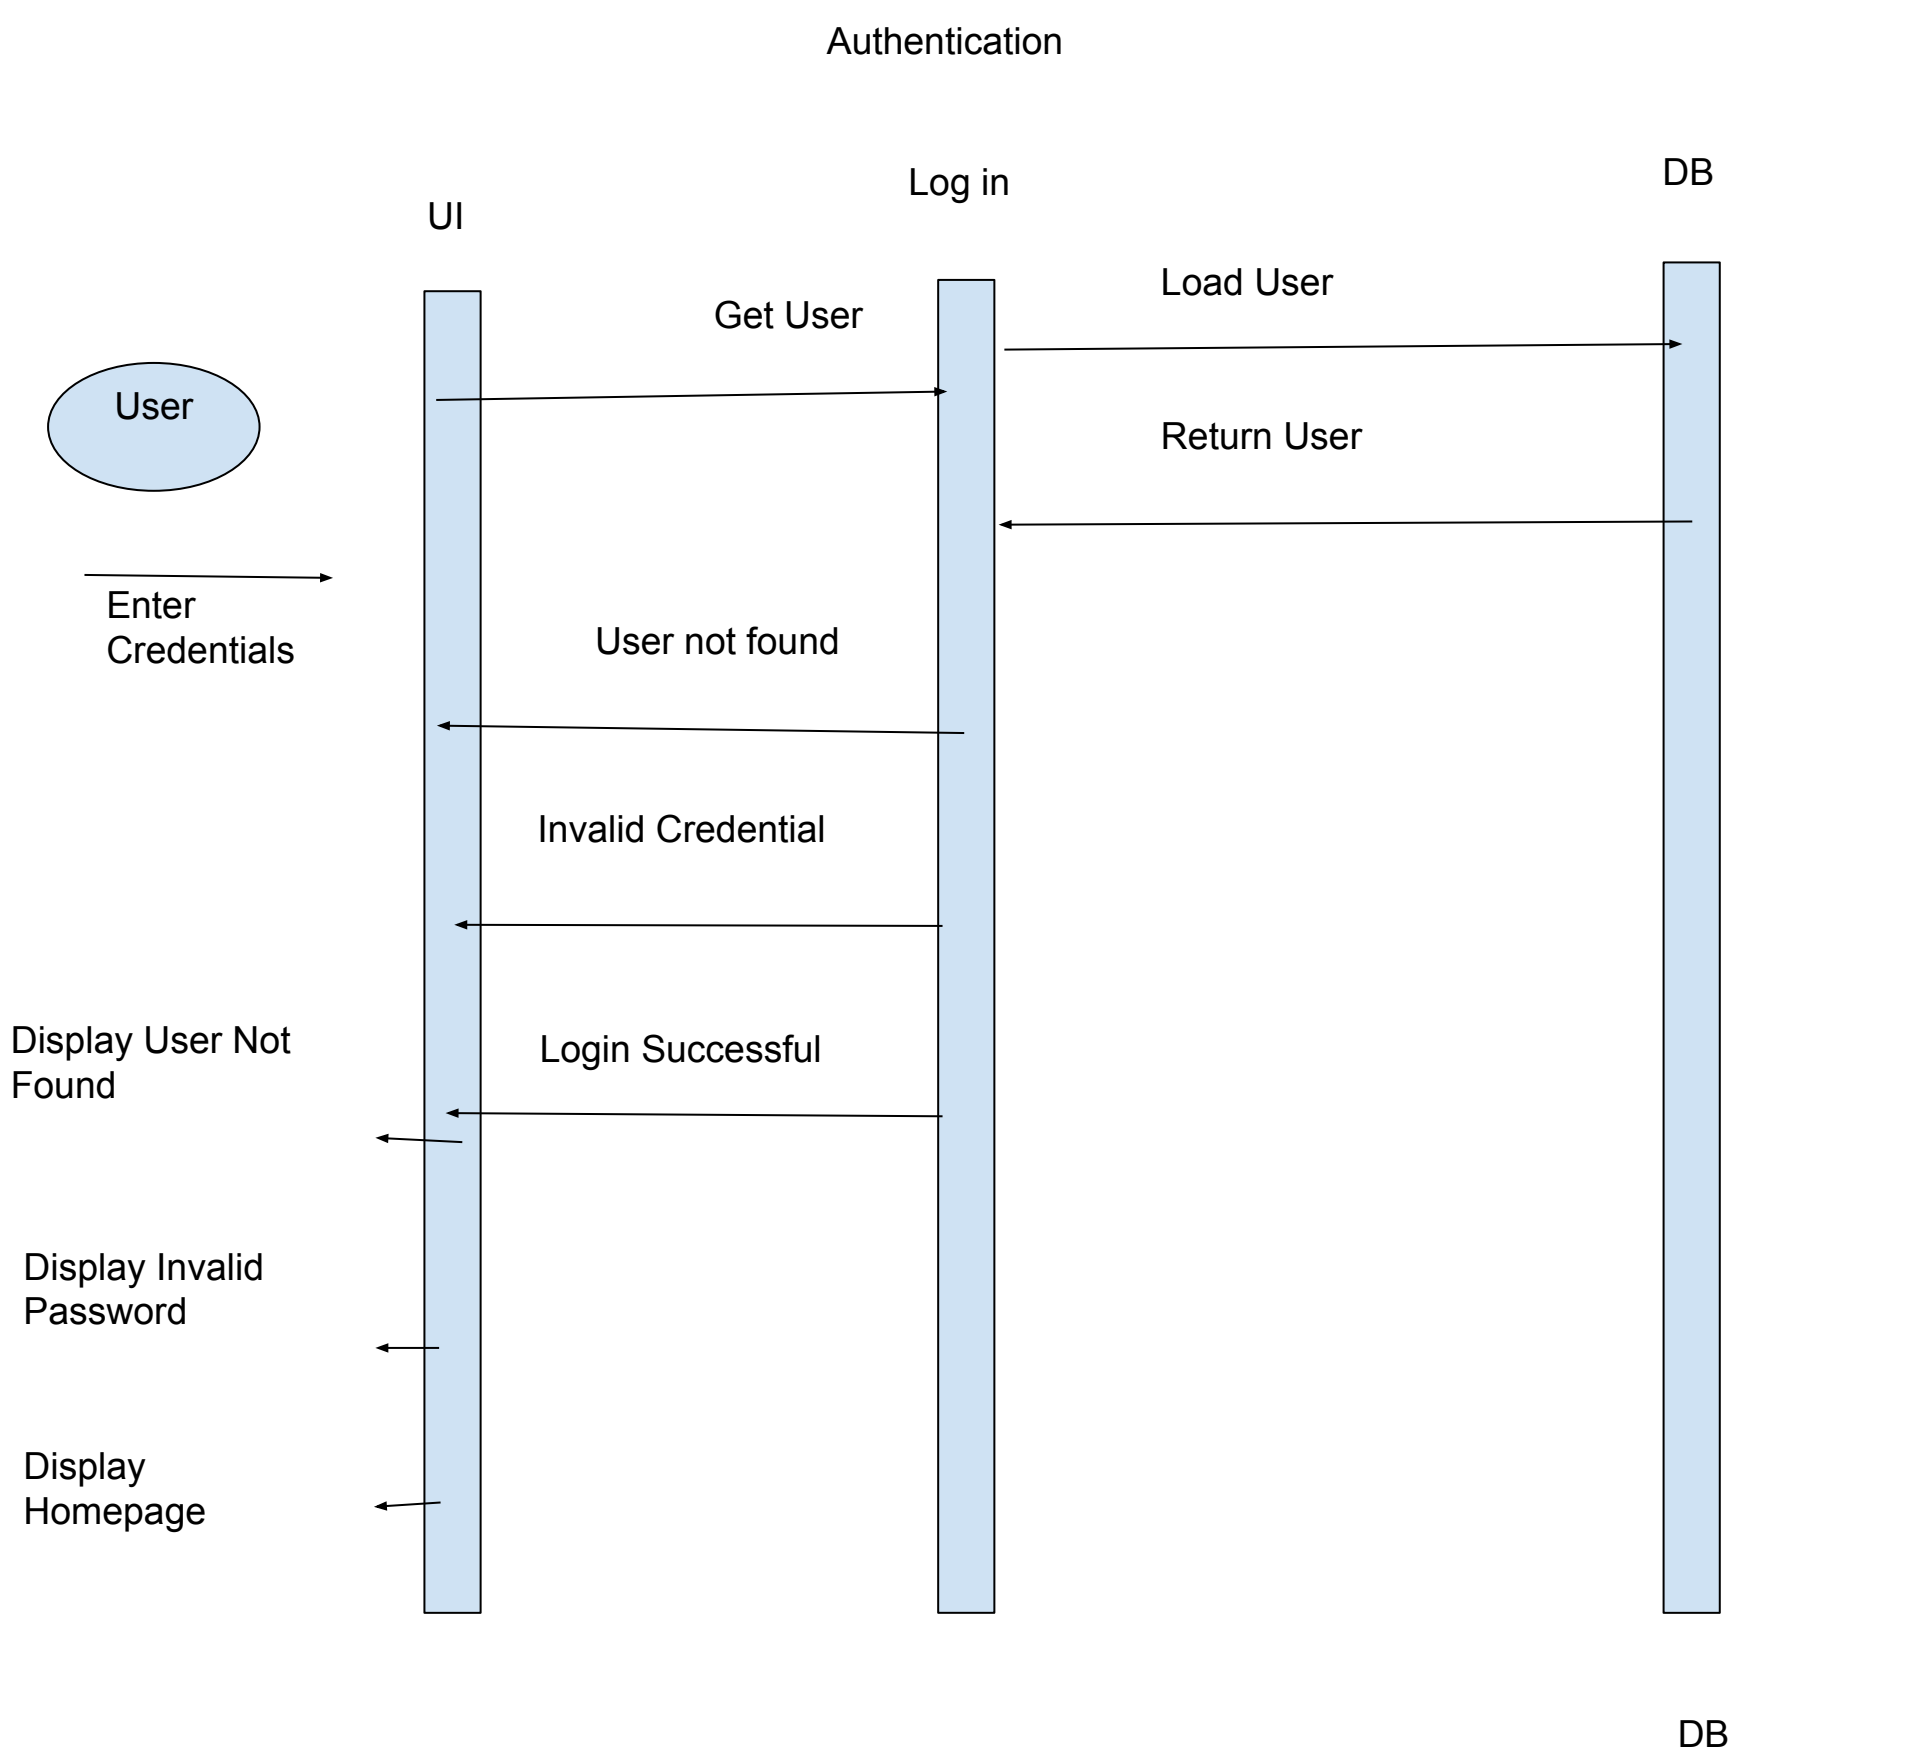 Authentication
DB
Log in
UI
Load User
Get User
User
Return User
Enter
Credentials
User not found
Invalid Credential
Display User Not
Found
Login Successful
Display Invalid
Password
Display
Homepage
DB